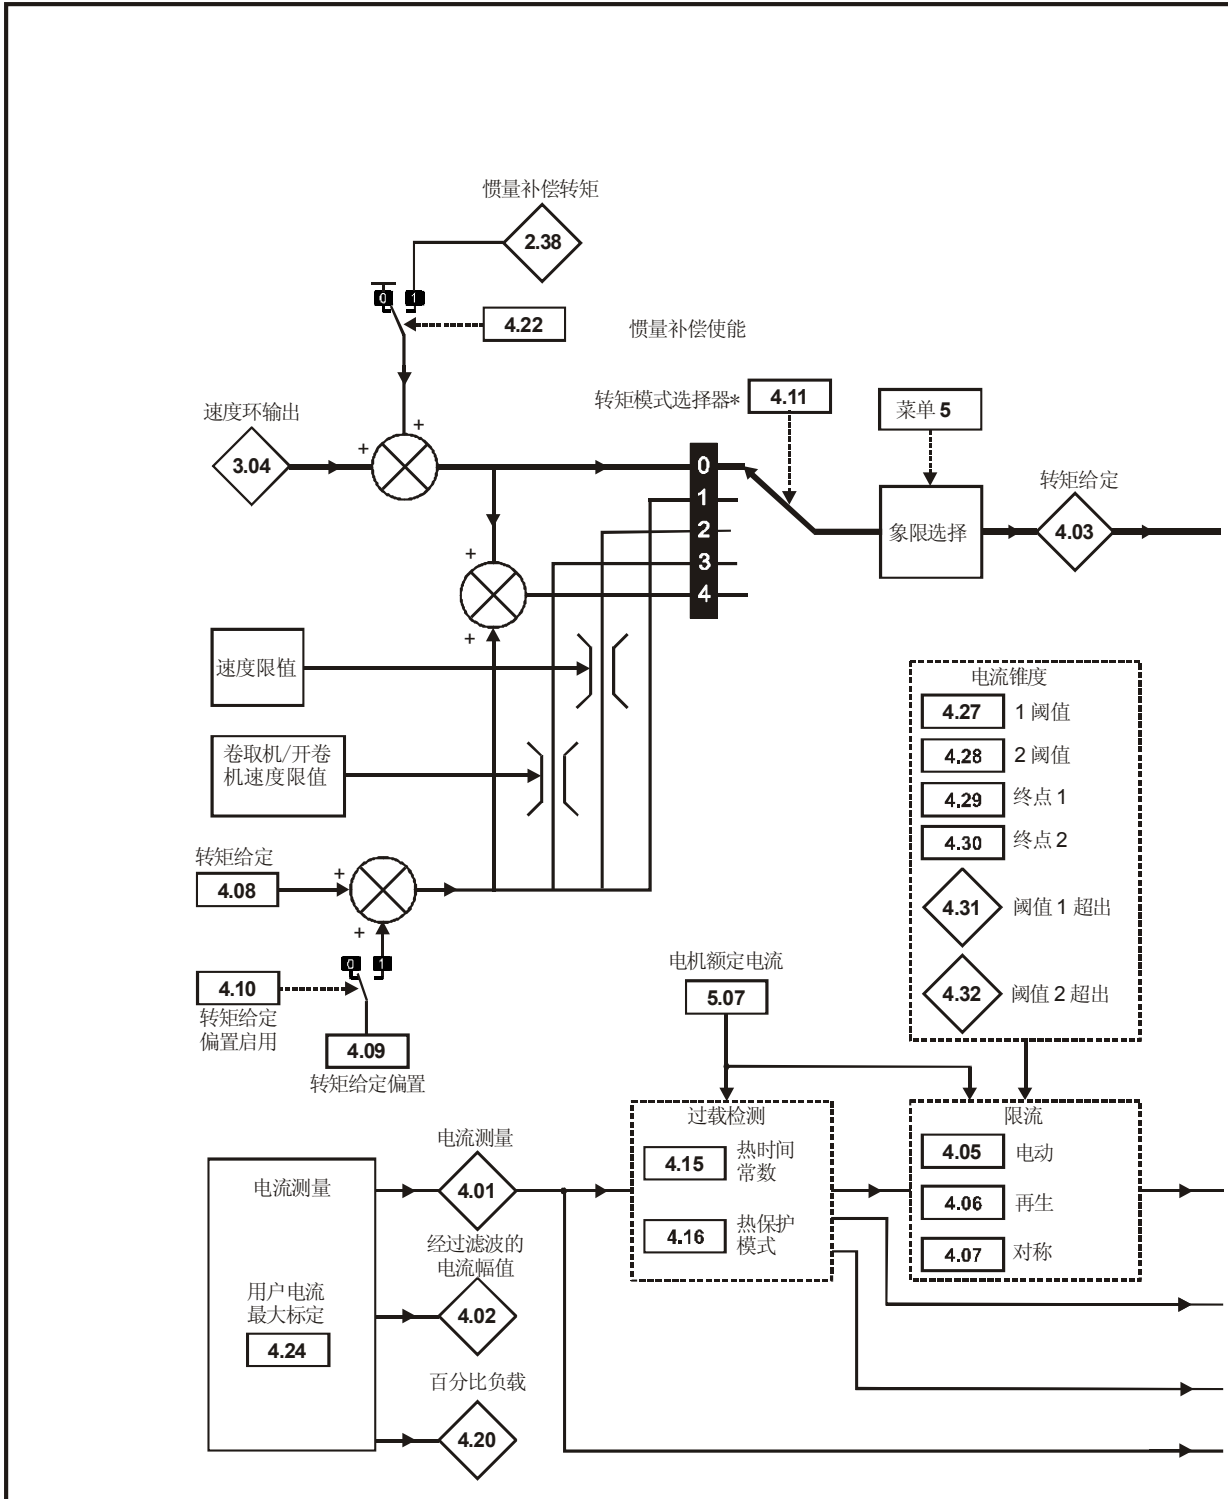 惯量补偿转矩
2.38
0 1
4.22
惯量补偿使能
转矩模式选择器*
4.11
菜单 5
速度环输出
+
+
3.04
0
1
2
3
4
象限选择
转矩给定
4.03
+
+
速度限值
卷取机/开卷
机速度限值
转矩给定
4.08
+
+
0 1
4.10
转矩给定
偏置启用
4.09
转矩给定偏置
电流锥度
4.27 1 阈值
4.28 2 阈值
4.29 终点 1
4.30 终点 2
4.31 阈值 1 超出
4.32 阈值 2 超出
电机额定电流
5.07
过载检测
4.15 热时间
常数
4.16 热保护
模式
限流
4.05 电动
4.06 再生
4.07 对称
电流测量
用户电流
最大标定
4.24
电流测量
4.01
经过滤波的
电流幅值
4.02
百分比负载
4.20